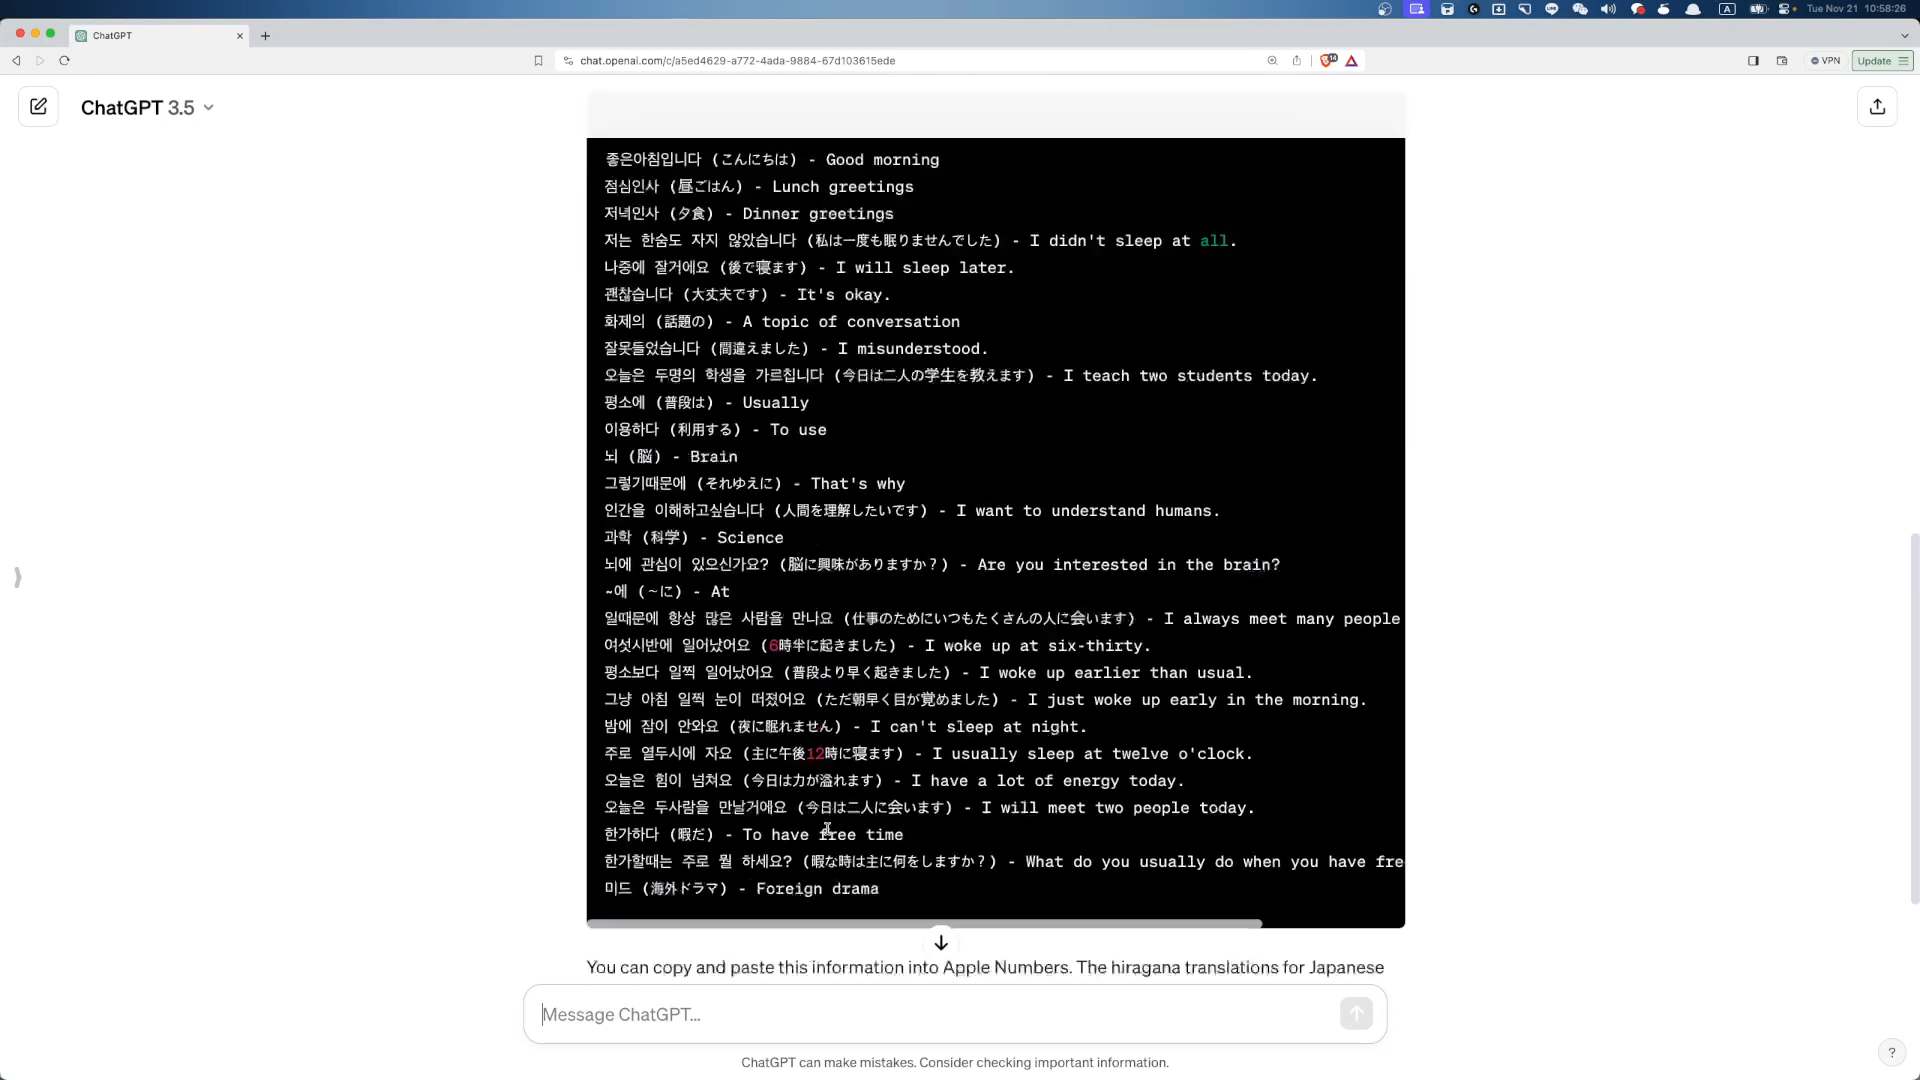 Tue Nov 21 10:58:26
ChatGPT
chat.openai.com/c/a5ed4629-a772-4ada-9884-67d103615ede
VPN
Update
ChatGPT 3.5
좋은아침입니다 (こんにちは) - Good morning
점심인사 (昼ごはん) - Lunch greetings
저녁인사 (夕食) - Dinner greetings
저는 한숨도 자지 않았습니다 (私は一度も眠りませんでした) - I didn't sleep at all.
나중에 잘거에요 (後で寝ます) - I will sleep later.
괜찮습니다 (大丈夫です) - It's okay.
화제의 (話題の) - A topic of conversation
잘못들었습니다 (間違えました) - I misunderstood.
오늘은 두명의 학생을 가르칩니다 (今日は二人の学生を教えます) - I teach two students today.
평소에 (普段は) - Usually
이용하다 (利用する) - To use
뇌 (脳) - Brain
그렇기때문에 (それゆえに) - That's why
인간을 이해하고싶습니다 (人間を理解したいです) - I want to understand humans.
과학 (科学) - Science
뇌에 관심이 있으신가요? (脳に興味がありますか？) - Are you interested in the brain?
~에 (~に) - At
일때문에 항상 많은 사람을 만나요 (仕事のためにいつもたくさんの人に会います) - I always meet many people
여섯시반에 일어났어요 (6時半に起きました) - I woke up at six-thirty.
평소보다 일찍 일어났어요 (普段より早く起きました) - I woke up earlier than usual.
그냥 아침 일찍 눈이 떠졌어요 (ただ朝早く目が覚めました) - I just woke up early in the morning.
밤에 잠이 안와요 (夜に眠れません) - I can't sleep at night.
주로 열두시에 자요 (主に午後12時に寝ます) - I usually sleep at twelve o'clock.
오늘은 힘이 넘쳐요 (今日は力が溢れます) - I have a lot of energy today.
오늘은 두사람을 만날거에요 (今日は二人に会います) - I will meet two people today.
한가하다 (暇だ) - To have free time
한가할때는 주로 뭘 하세요? (暇な時は主に何をしますか？) - What do you usually do when you have fre
미드 (海外ドラマ) - Foreign drama
You can copy and paste this information into Apple Numbers. The hiragana translations for Japanese
Message ChatGPT...
ChatGPT can make mistakes. Consider checking important information.
?